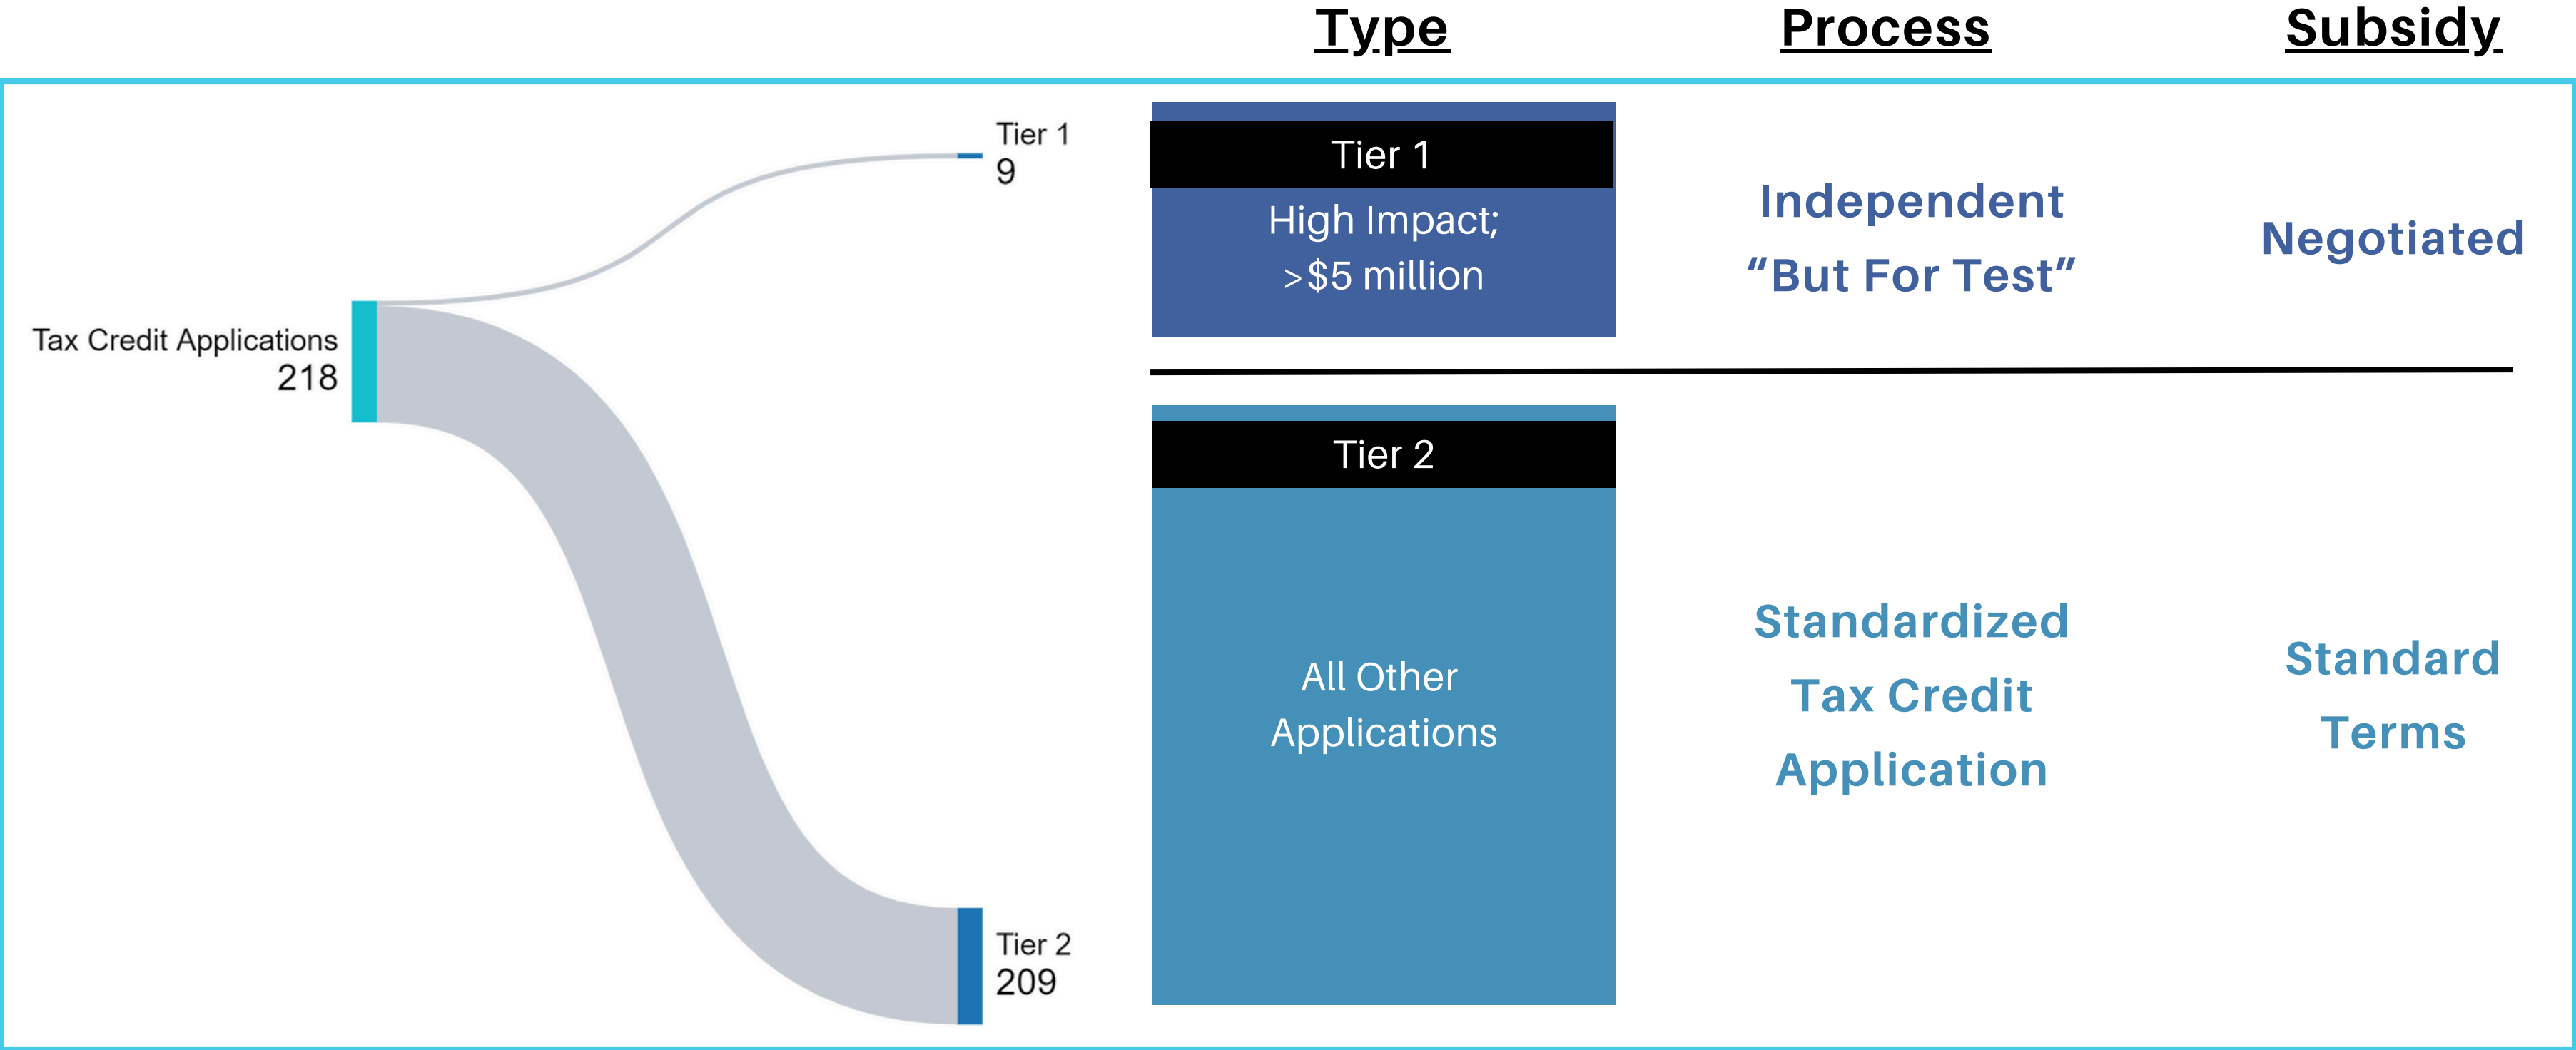 Type
Process
Subsidy
Tax Credit Applications
218
Tier 1
9
Tier 2
209
Tier 1
High Impact;
>$5 million
Independent
“But For Test”
Negotiated
Tier 2
All Other
Applications
Standardized
Tax Credit
Application
Standard
Terms